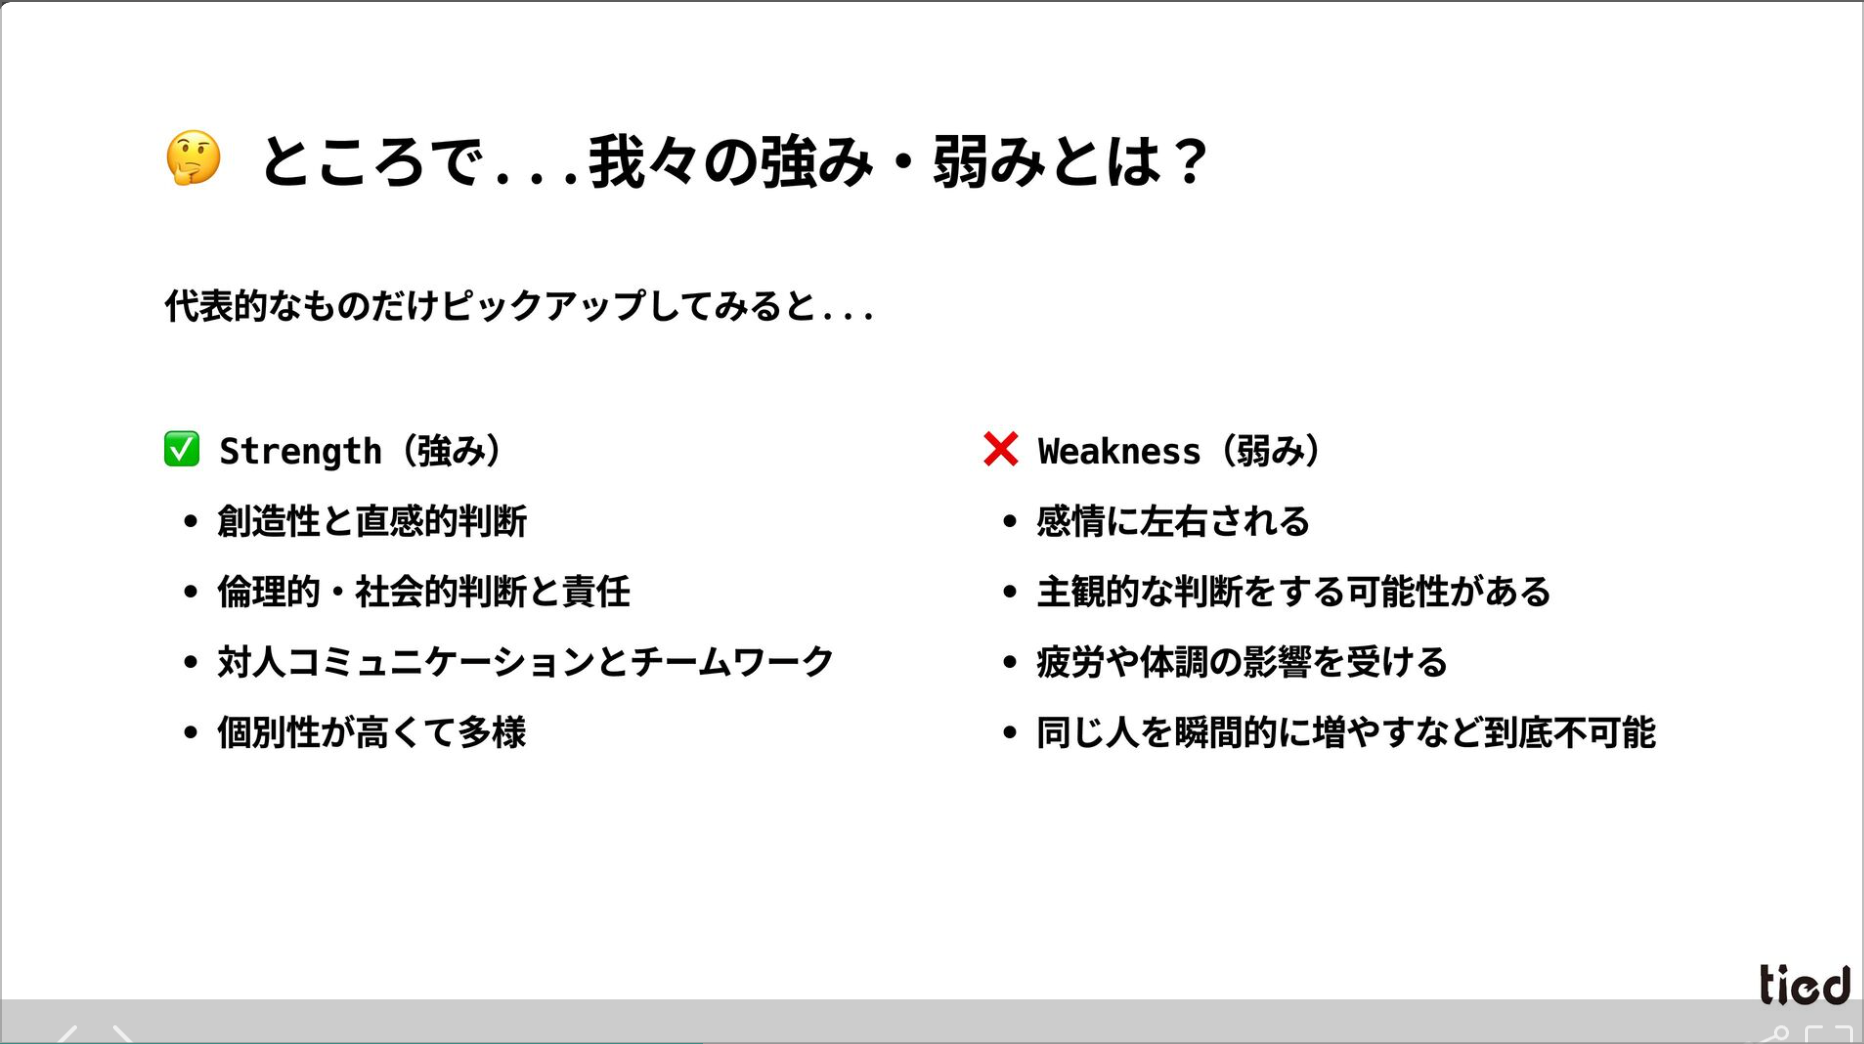 🤔 ところで...我々の強み・弱みとは？
代表的なものだけピックアップしてみると...
✅ Strength（強み）
• 創造性と直感的判断
• 倫理的・社会的判断と責任
• 対人コミュニケーションとチームワーク
• 個別性が高くて多様
❌ Weakness（弱み）
• 感情に左右される
• 主観的な判断をする可能性がある
• 疲労や体調の影響を受ける
• 同じ人を瞬間的に増やすなど到底不可能
tied